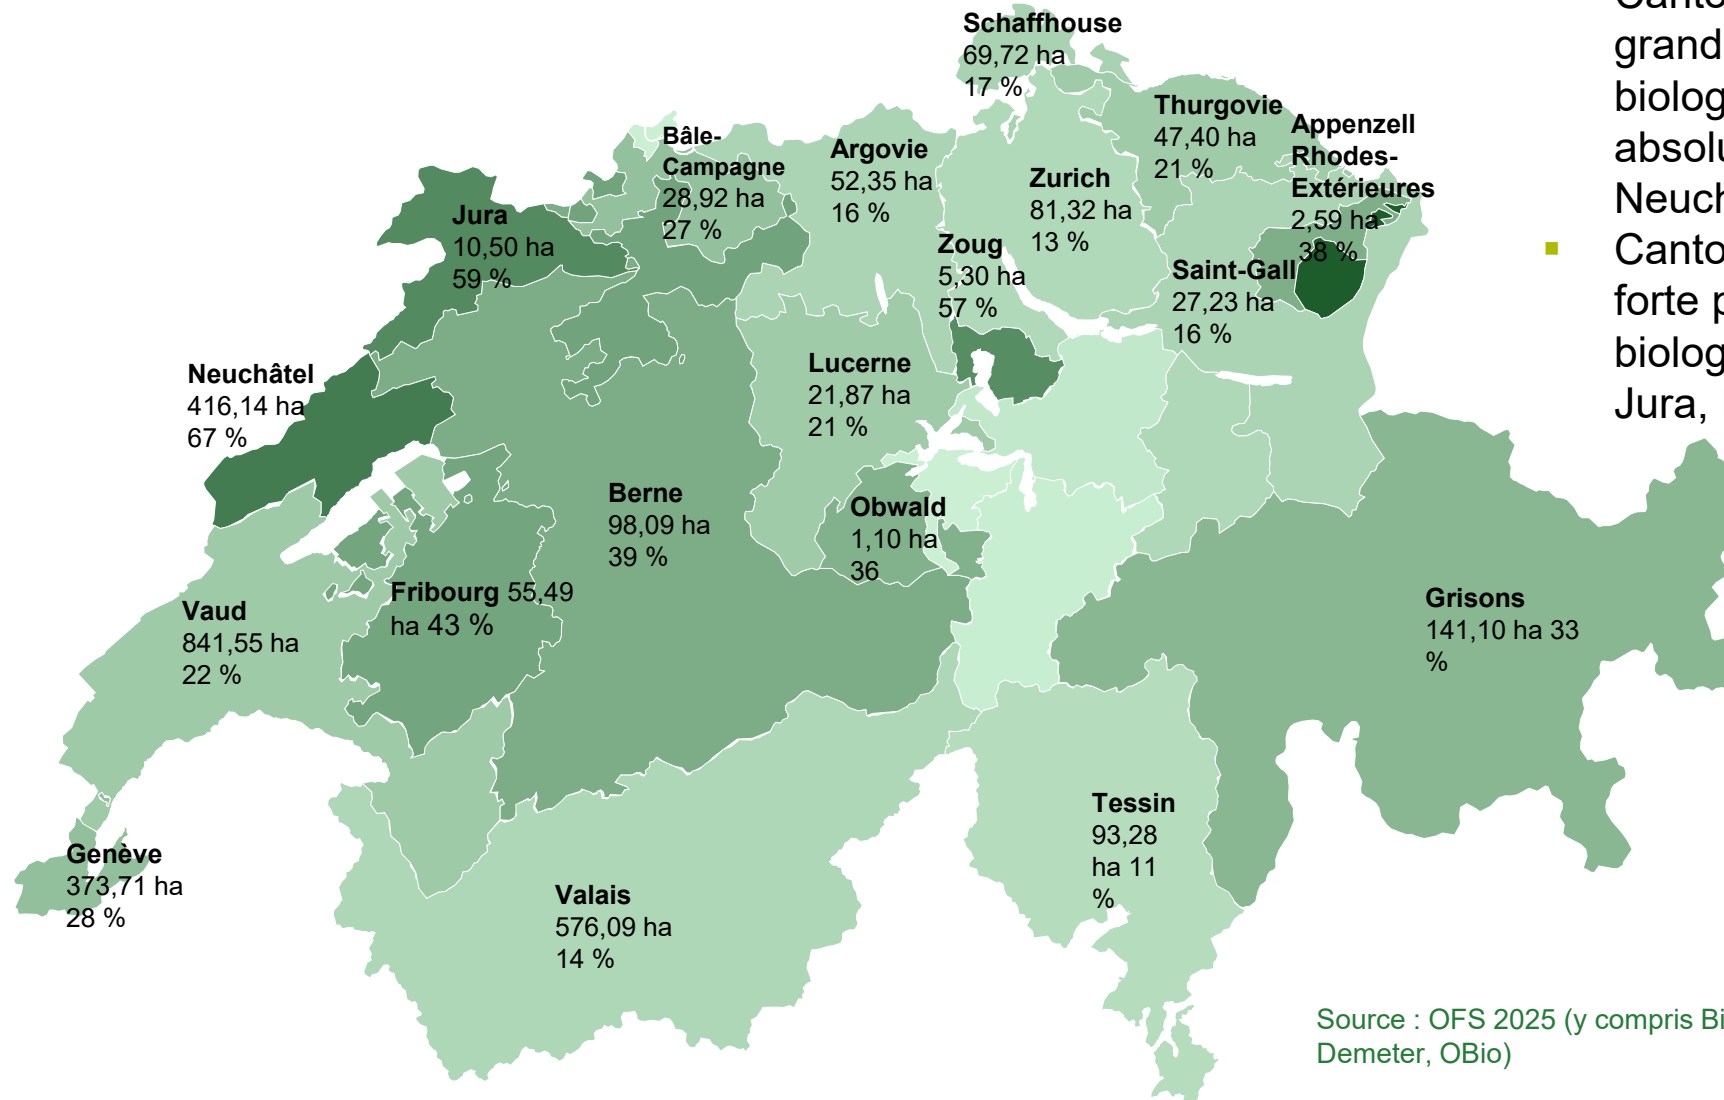 Schaffhouse
69,72 ha
17 %
Thurgovie
47,40 ha
21 %
Appenzell
Rhodes-
Extérieures
2,59 ha
38 %
Bâle-
Campagne
28,92 ha
27 %
Argovie
52,35 ha
16 %
Zurich
81,32 ha
13 %
Jura
10,50 ha
59 %
Zoug
5,30 ha
57 %
Saint-Gall
27,23 ha
16 %
Neuchâtel
416,14 ha
67 %
Lucerne
21,87 ha
21 %
Berne
98,09 ha
39 %
Obwald
1,10 ha
36
Fribourg 55,49
ha 43 %
Vaud
841,55 ha
22 %
Grisons
141,10 ha 33
%
Genève
373,71 ha
28 %
Valais
576,09 ha
14 %
Tessin
93,28
ha 11
%
grand
biolog
absolu
Neuch
Canto
forte p
biolog
Jura,
Source : OFS 2025 (y compris Bi
Demeter, OBio)